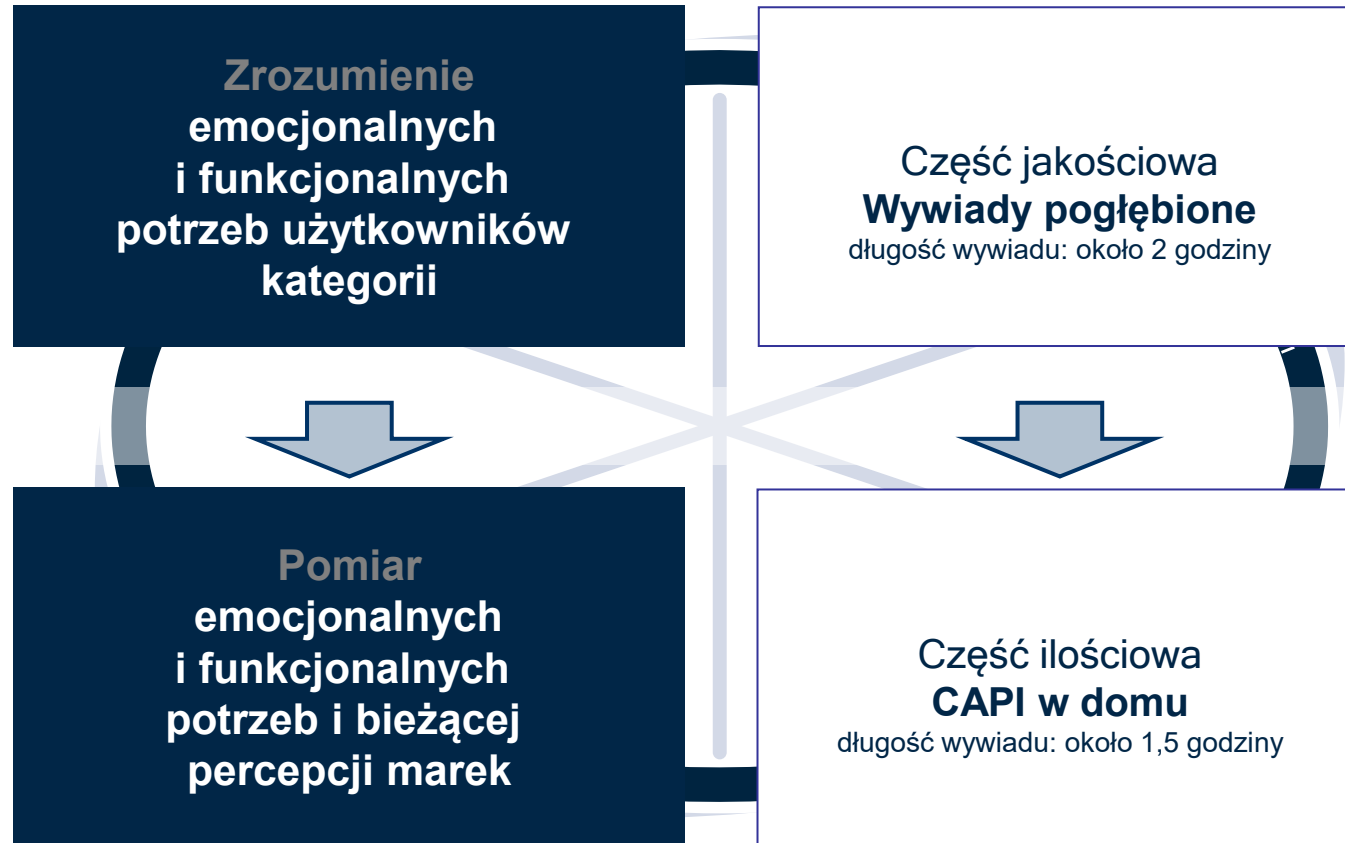 Zrozumienie
emocjonalnych
i funkcjonalnych
potrzeb użytkowników
kategorii
Część jakościowa
Wywiady pogłębione
długość wywiadu: około 2 godziny
Pomiar
emocjonalnych
i funkcjonalnych
potrzeb i bieżącej
percepcji marek
Część ilościowa
CAPI w domu
długość wywiadu: około 1,5 godziny